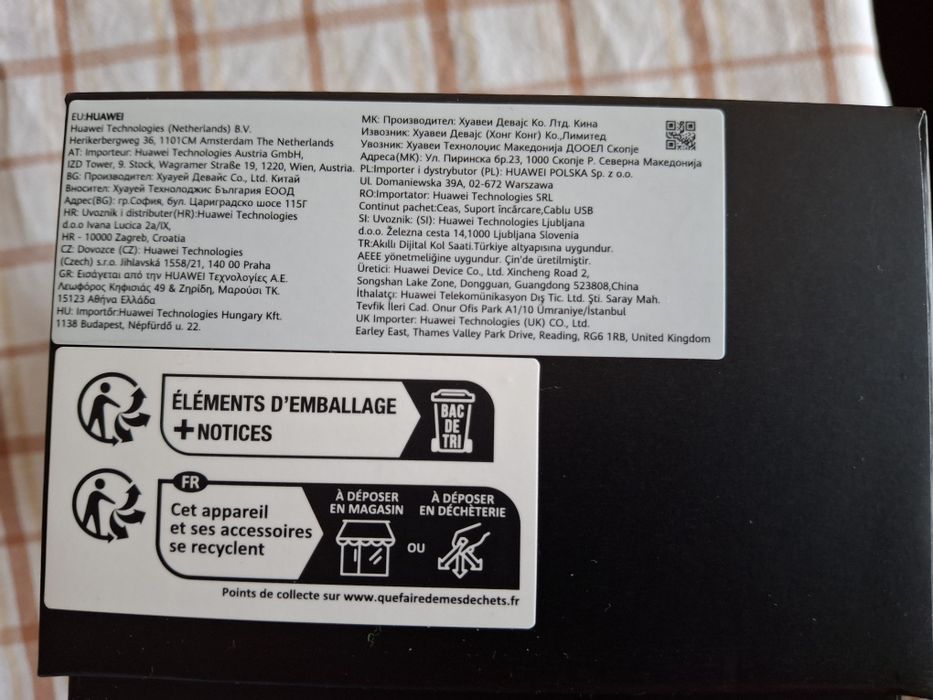 EU:HUAWEI
Huawei Technologies (Netherlands) B.V.
Herikerbergweg 36, 1101CM Amsterdam The Netherlands
AT: Importeur: Huawei Technologies Austria GmbH,
IZD Tower, 9. Stock, Wagramer Straße 19, 1220, Wien, Austria.
BG: Производител: Хуауей Девайс Co., Ltd. Китай
Вносител: Хуауей Технолоджис България ЕООД
Адрес(BG): гр.София, бул. Цариградско шосе 115Г
HR: Uvoznik i distributer(HR):Huawei Technologies
d.o.o Ivana Lucica 2a/IX,
HR - 10000 Zagreb, Croatia
CZ: Dovozce (CZ): Huawei Technologies
(Czech) s.r.o. Jihlavská 1558/21, 140 00 Praha
GR: Εισάγεται από την HUAWEI Τεχνολογίες Α.Ε.
Λεωφόρος Κηφισιάς 49 & Ζηρίδη, Μαρούσι ΤΚ.
15123 Αθήνα Ελλάδα
HU: Importőr:Huawei Technologies Hungary Kft.
1138 Budapest, Népfürdő u. 22.
МК: Производител: Хуавеи Девајс Ко. Лтд. Кина
Извозник: Хуавеи Девајс (Хонг Конг) Ко.,Лимитед
Увозник: Хуавеи Технолоџис Македонија ДООЕЛ Скопје
Адреса(МК): Ул. Пиринска бр.23, 1000 Скопје Р. Северна Македонија
PL:Importer i dystrybutor (PL): HUAWEI POLSKA Sp. z o.o.
Ul. Domaniewska 39A, 02-672 Warszawa
RO:Importator: Huawei Technologies SRL
Continut pachet:Ceas, Suport încărcare,Cablu USB
SI: Uvoznik: (SI): Huawei Technologies Ljubljana
d.o.o. Železna cesta 14,1000 Ljubljana Slovenia
TR:Akıllı Dijital Kol Saati.Türkiye altyapısına uygundur.
AEEE yönetmeliğine uygundur. Çin'de üretilmiştir.
Üretici: Huawei Device Co., Ltd. Xincheng Road 2,
Songshan Lake Zone, Dongguan, Guangdong 523808,China
İthalatçı: Huawei Telekomünikasyon Dış Tic. Ltd. Şti. Saray Mah.
Tevfik İleri Cad. Onur Ofis Park A1/10 Ümraniye/İstanbul
UK Importer: Huawei Technologies (UK) CO., Ltd.
Earley East, Thames Valley Park Drive, Reading, RG6 1RB, United Kingdom
ÉLÉMENTS D'EMBALLAGE
+NOTICES
BAC
DE
TRI
FR
Cet appareil
et ses accessoires
se recyclent
À DÉPOSER
EN MAGASIN
OU
À DÉPOSER
EN DÉCHÈTERIE
Points de collecte sur www.quefairedemesdechets.fr